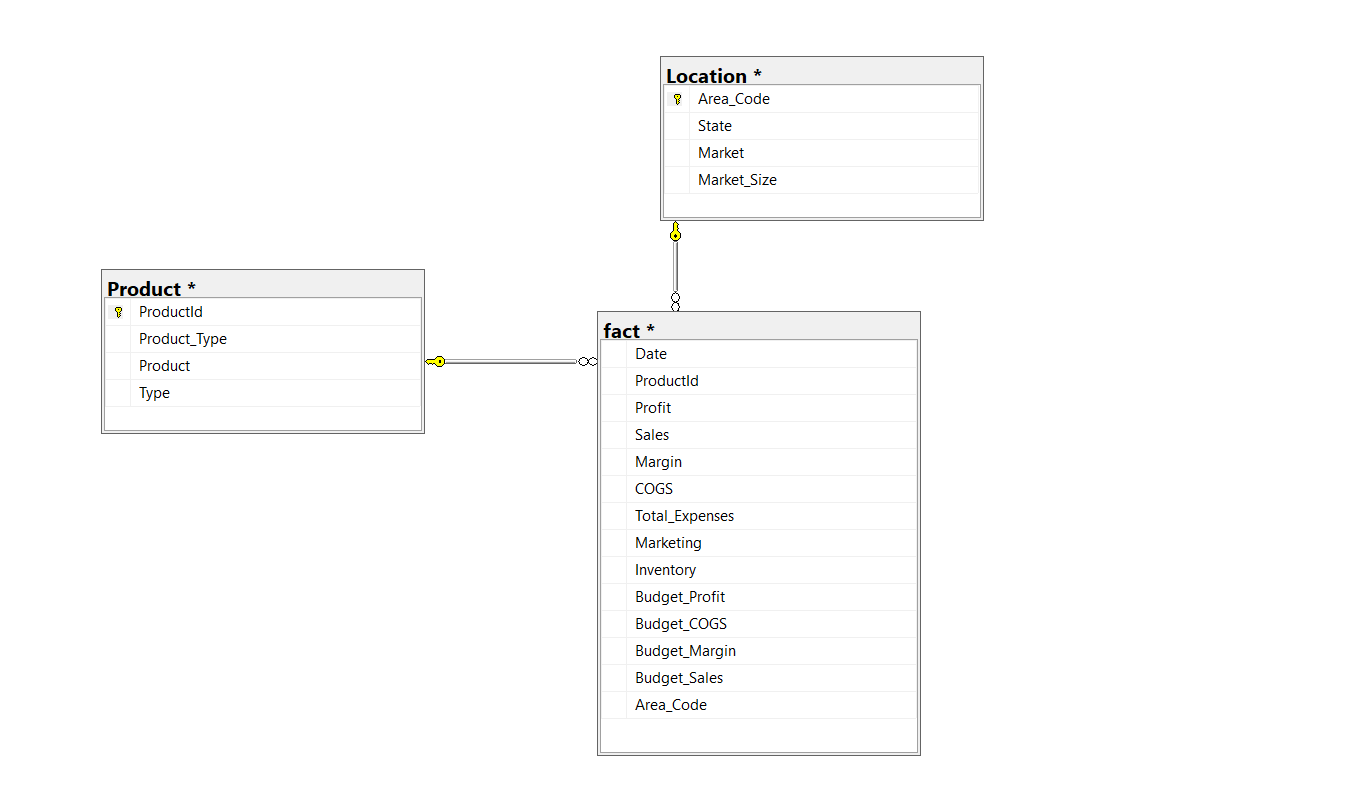 Location *
Area_Code
State
Market
Market_Size
Product *
ProductId
Product_Type
Product
Type
fact *
Date
ProductId
Profit
Sales
Margin
COGS
Total_Expenses
Marketing
Inventory
Budget_Profit
Budget_COGS
Budget_Margin
Budget_Sales
Area_Code